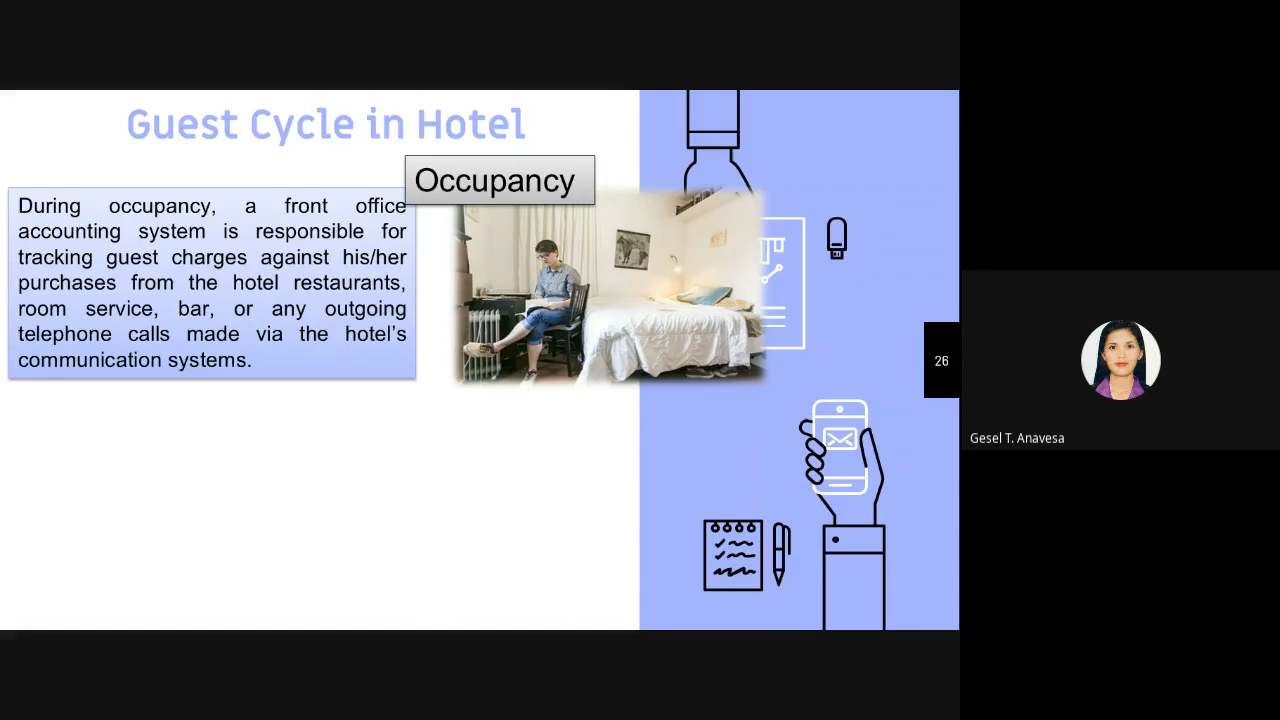 Guest Cycle in Hotel
Occupancy
During occupancy, a front office
accounting system is responsible for
tracking guest charges against his/her
purchases from the hotel restaurants,
room service, bar, or any outgoing
telephone calls made via the hotel’s
communication systems.
26
Gesel T. Anavesa